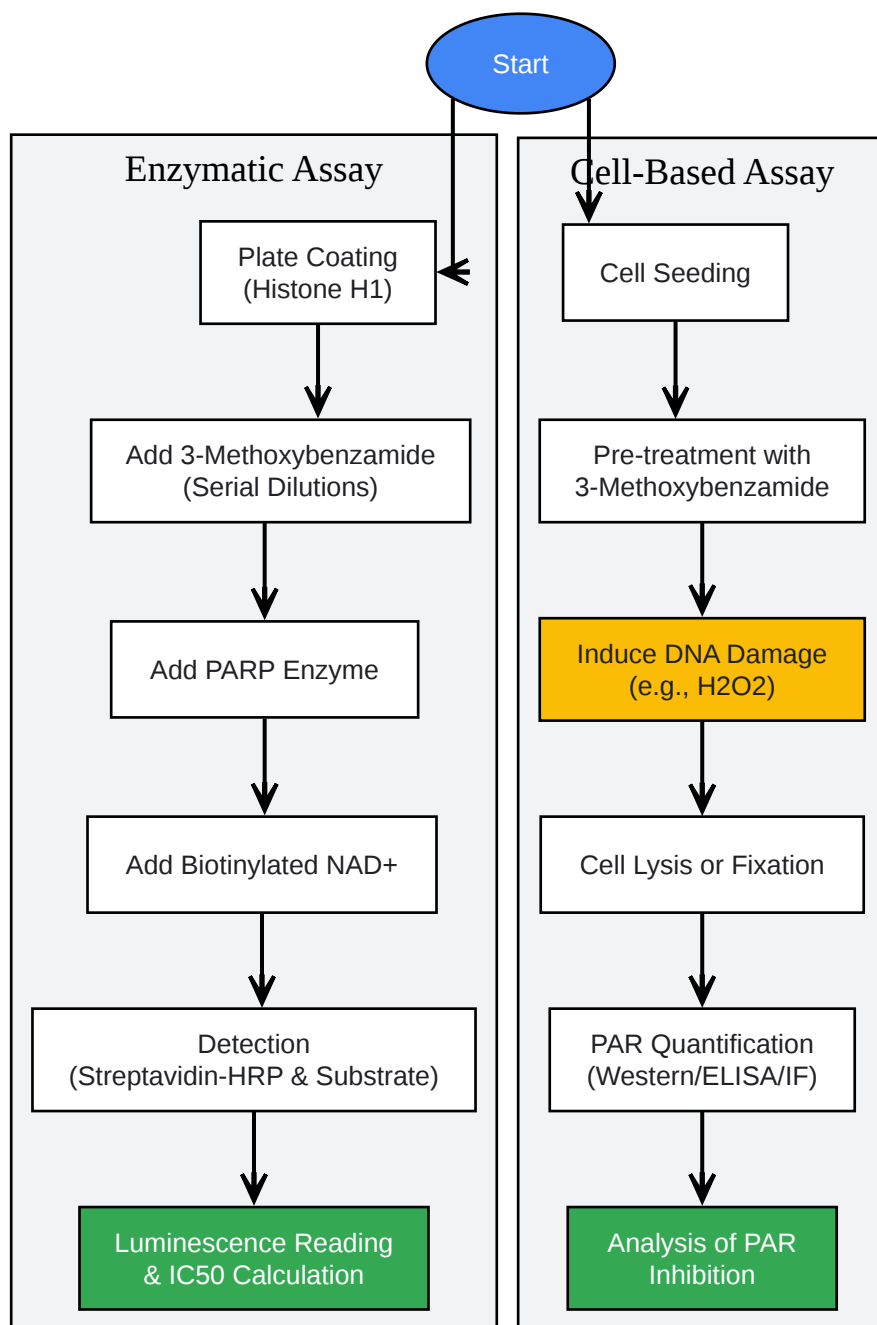 Start
Enzymatic Assay
Plate Coating
(Histone H1)
Add 3-Methoxybenzamide
(Serial Dilutions)
Add PARP Enzyme
Add Biotinylated NAD+
Detection
(Streptavidin-HRP & Substrate)
Luminescence Reading
& IC50 Calculation
Cell-Based Assay
Cell Seeding
Pre-treatment with
3-Methoxybenzamide
Induce DNA Damage
(e.g., H2O2)
Cell Lysis or Fixation
PAR Quantification
(Western/ELISA/IF)
Analysis of PAR
Inhibition